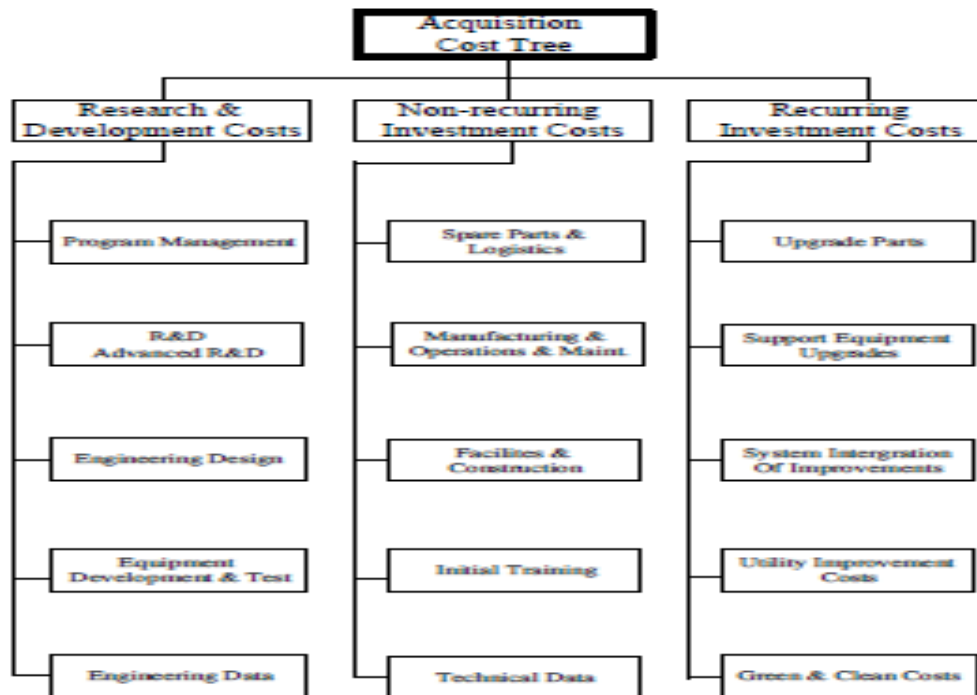 Acquisition
Cost Tree
Research &
Development Costs
Non-recurring
Investment Costs
Recurring
Investment Costs
Program Management
R&D
Advanced R&D
Engineering Design
Equipment
Development & Test
Engineering Data
Spare Parts &
Logistics
Manufacturing &
Operations & Maint.
Facilites &
Construction
Initial Training
Technical Data
Upgrade Parts
Support Equipment
Upgrades
System Intergration
Of Improvements
Utility Improvement
Costs
Green & Clean Costs